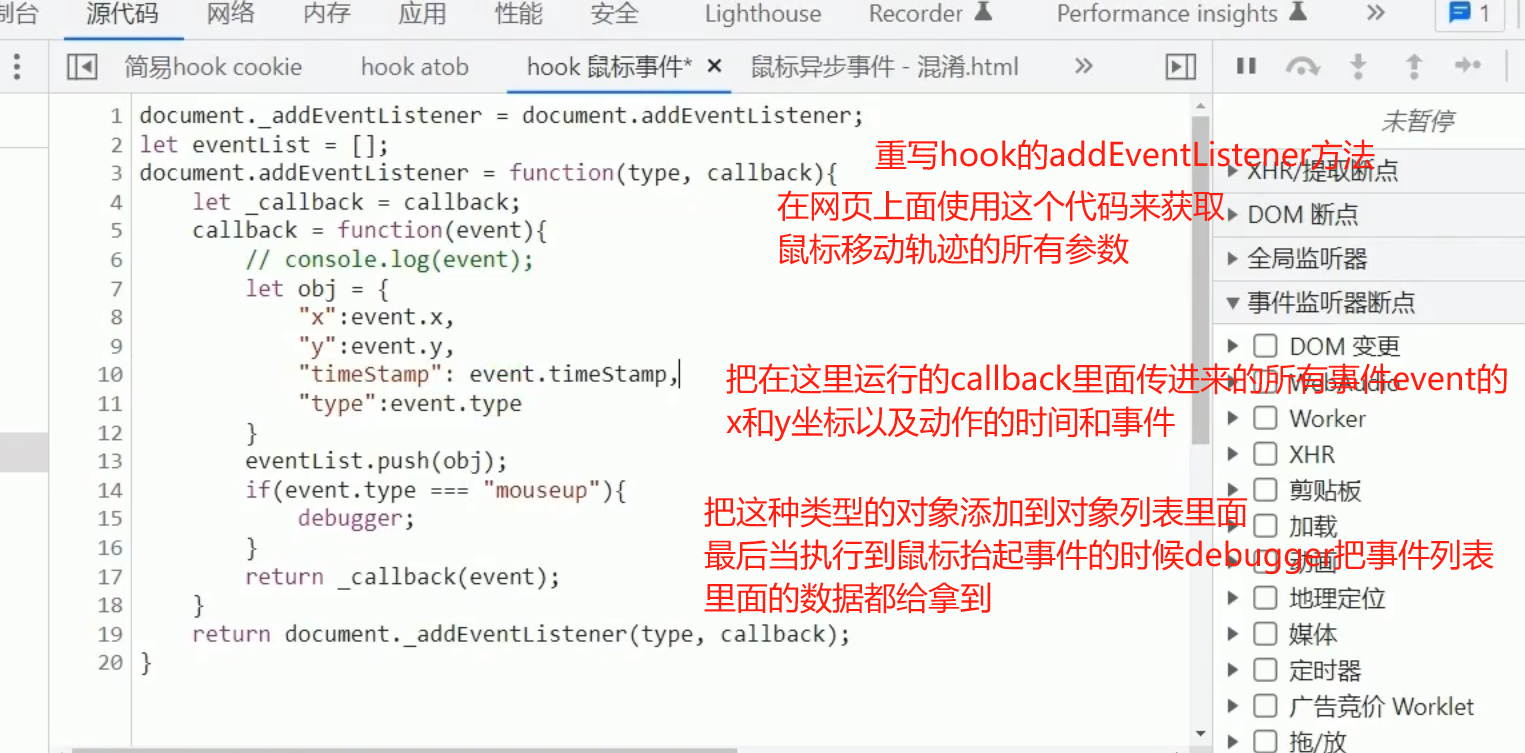 制台 源代码 网络 内存 应用 性能 安全 Lighthouse Recorder Performance insights 1
简易hook cookie hook atob hook 鼠标事件* × 鼠标异步事件 - 混淆.html
1 document._addEventListener = document.addEventListener;
2 let eventList = [];
3 document.addEventListener = function(type, callback){
4 let _callback = callback;
5 callback = function(event){
6 // console.log(event);
7 let obj = {
8 "x":event.x,
9 "y":event.y,
10 "timeStamp": event.timeStamp,
11 "type":event.type
12 }
13 eventList.push(obj);
14 if(event.type === "mouseup"){
15 debugger;
16 }
17 return _callback(event);
18 }
19 return document._addEventListener(type, callback);
20 }
重写hook的addEventListener方法
在网页上面使用这个代码来获取
鼠标移动轨迹的所有参数
把在这里运行的callback里面传进来的所有事件event的
x和y坐标以及动作的时间和事件
把这种类型的对象添加到对象列表里面
最后当执行到鼠标抬起事件的时候debugger把事件列表
里面的数据都给拿到
未暂停
XHR/提取断点
DOM 断点
全局监听器
事件监听器断点
DOM 变更
WebAudio
Worker
XHR
剪贴板
加载
动画
地理定位
媒体
定时器
广告竞价 Worklet
拖/放